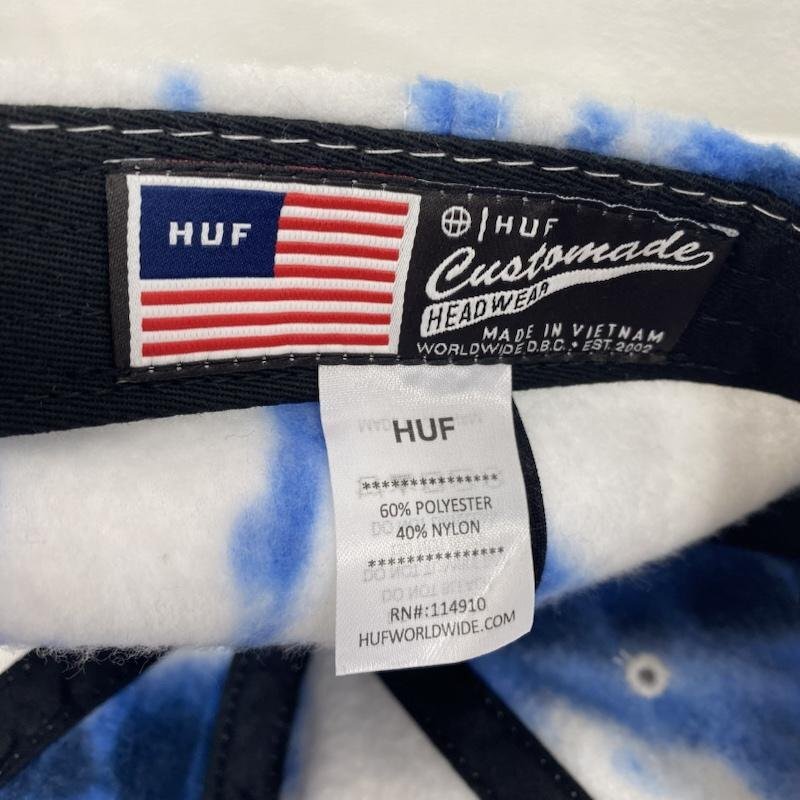 HUF
HUF
Customade
HEADWEAR
MADE IN VIETNAM
WORLDWIDE D.B.C. • EST. 2002
HUF
***************
60% POLYESTER
40% NYLON
***************
RN#:114910
HUFWORLDWIDE.COM